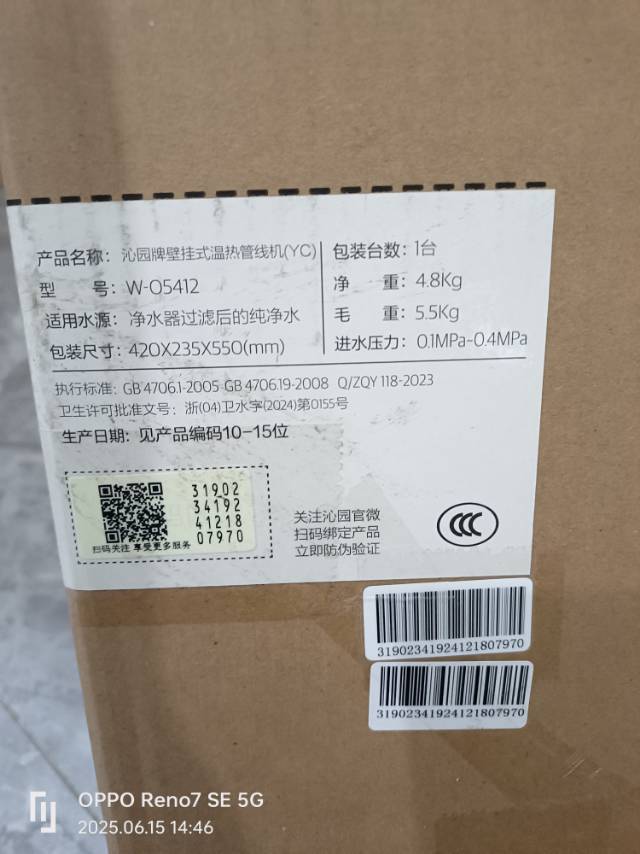 产品名称：沁园牌壁挂式温热管线机(YC)
包装台数：1台
型 号：W-O5412
净 重：4.8Kg
适用水源：净水器过滤后的纯净水
毛 重：5.5Kg
包装尺寸：420X235X550(mm)
进水压力：0.1MPa~0.4MPa
执行标准：GB 4706.1-2005 GB 4706.19-2008 Q/ZQY 118-2023
卫生许可批准文号：浙(04)卫水字(2024)第0155号
生产日期：见产品编码10-15位
31902
34192
41218
07970
扫码关注 享受更多服务
关注沁园官微
扫码绑定产品
立即防伪验证
CCC
31902341924121807970
31902341924121807970
OPPO Reno7 SE 5G
2025.06.15 14:46